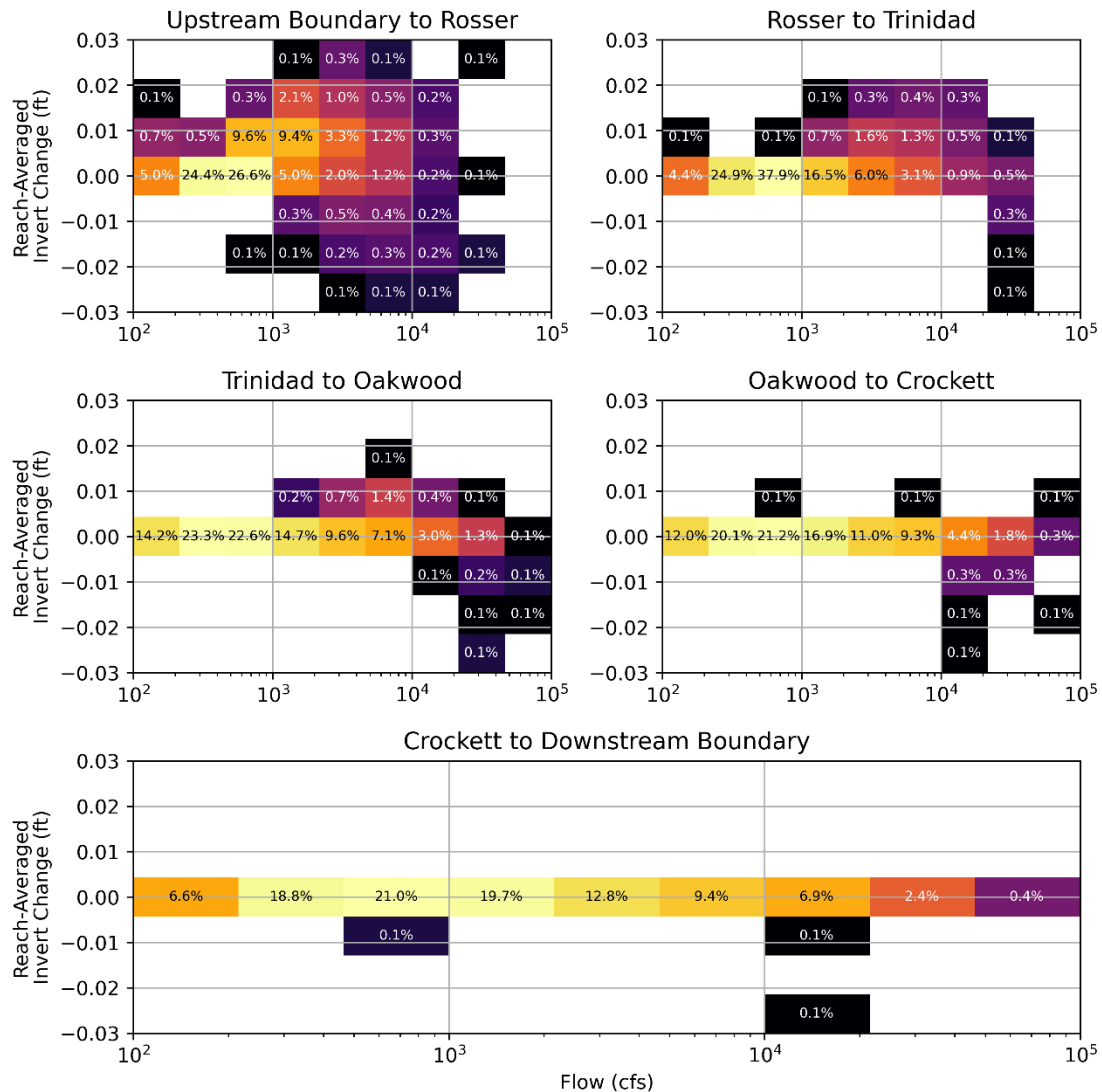 Upstream Boundary to Rosser
Reach-Averaged
Invert Change (ft)
0.03
0.02
0.01
0.00
−0.01
−0.02
−0.03
0.1% 0.3% 0.1% 0.1%
0.1% 0.3% 2.1% 1.0% 0.5% 0.2%
0.7% 0.5% 9.6% 9.4% 3.3% 1.2% 0.3%
5.0% 24.4% 26.6% 5.0% 2.0% 1.2% 0.2% 0.1%
0.3% 0.5% 0.4% 0.2%
0.1% 0.1% 0.2% 0.3% 0.2% 0.1%
0.1% 0.1% 0.1%
10² 10³ 10⁴ 10⁵
Rosser to Trinidad
0.03
0.02
0.01
0.00
−0.01
−0.02
−0.03
0.1% 0.3% 0.4% 0.3%
0.1% 0.1% 0.7% 1.6% 1.3% 0.5% 0.1%
4.4% 24.9% 37.9% 16.5% 6.0% 3.1% 0.9% 0.5%
0.3%
0.1%
0.1%
10² 10³ 10⁴ 10⁵
Trinidad to Oakwood
Reach-Averaged
Invert Change (ft)
0.03
0.02
0.01
0.00
−0.01
−0.02
−0.03
0.1%
0.2% 0.7% 1.4% 0.4% 0.1%
14.2% 23.3% 22.6% 14.7% 9.6% 7.1% 3.0% 1.3% 0.1%
0.1% 0.2% 0.1%
0.1% 0.1%
0.1%
10² 10³ 10⁴ 10⁵
Oakwood to Crockett
0.03
0.02
0.01
0.00
−0.01
−0.02
−0.03
0.1% 0.1% 0.1%
12.0% 20.1% 21.2% 16.9% 11.0% 9.3% 4.4% 1.8% 0.3%
0.3% 0.3%
0.1% 0.1%
0.1%
10² 10³ 10⁴ 10⁵
Crockett to Downstream Boundary
Reach-Averaged
Invert Change (ft)
0.03
0.02
0.01
0.00
−0.01
−0.02
−0.03
6.6% 18.8% 21.0% 19.7% 12.8% 9.4% 6.9% 2.4% 0.4%
0.1% 0.1%
0.1%
10² 10³ 10⁴ 10⁵
Flow (cfs)